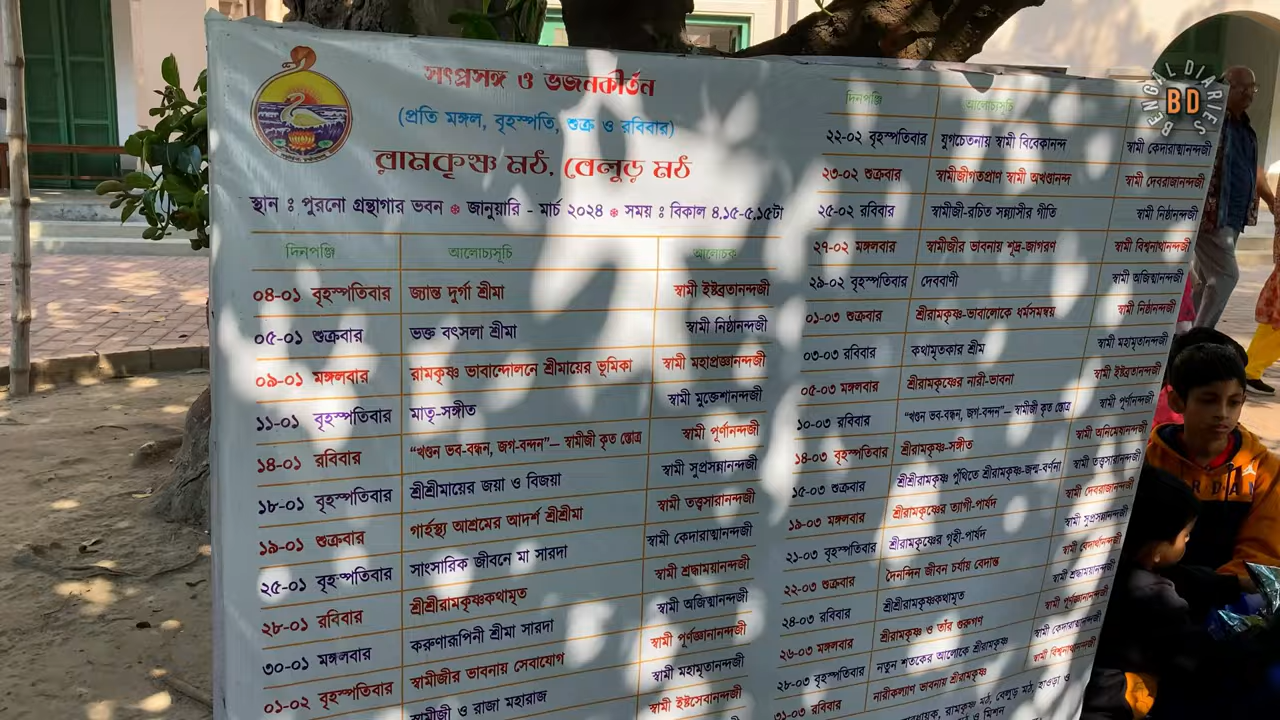 সৎপ্রসঙ্গ ও ভজনকীর্তন
(প্রতি মঙ্গল, বৃহস্পতি, শুক্র ও রবিবার)
রামকৃষ্ণ মঠ, বেলুড় মঠ
স্থান ঃ পুরনো গ্রন্থাগার ভবন ❁ জানুয়ারি - মার্চ ২০২৪ ❁ সময় ঃ বিকাল ৪.১৫-৫.১৫টা
দিনপঞ্জি আলোচ্যসূচি আলোচক
০৪-০১ বৃহস্পতিবার জ্যান্ত দুর্গা শ্রীমা স্বামী ইষ্টব্রতানন্দজী
০৫-০১ শুক্রবার ভক্ত বৎসলা শ্রীমা স্বামী নিষ্ঠানন্দজী
০৯-০১ মঙ্গলবার রামকৃষ্ণ ভাবান্দোলনে শ্রীমায়ের ভূমিকা স্বামী মহাপ্রজ্ঞানন্দজী
১১-০১ বৃহস্পতিবার মাতৃ-সঙ্গীত স্বামী মুক্তেশানন্দজী
১৪-০১ রবিবার “খণ্ডন ভব-বন্ধন, জগ-বন্দন”– স্বামীজী কৃত স্তোত্র স্বামী পূর্ণানন্দজী
১৮-০১ বৃহস্পতিবার শ্রীশ্রীমায়ের জয়া ও বিজয়া স্বামী সুপ্রসন্নানন্দজী
১৯-০১ শুক্রবার গার্হস্থ্য আশ্রমের আদর্শ শ্রীশ্রীমা স্বামী তত্ত্বসারানন্দজী
২৫-০১ বৃহস্পতিবার সাংসারিক জীবনে মা সারদা স্বামী কেদারাত্মানন্দজী
২৮-০১ রবিবার শ্রীশ্রীরামকৃষ্ণকথামৃত স্বামী শ্রদ্ধাময়ানন্দজী
৩০-০১ মঙ্গলবার করুণারূপিনী শ্রীমা সারদা স্বামী অজিত্মানন্দজী
০১-০২ বৃহস্পতিবার স্বামীজীর ভাবনায় সেবাযোগ স্বামী পূর্ণজ্ঞানানন্দজী
স্বামীজী ও রাজা মহারাজ স্বামী মহামৃতানন্দজী
স্বামী ইষ্টসেবানন্দজী
দিনপঞ্জি আলোচ্যসূচি
২২-০২ বৃহস্পতিবার যুগচেতনায় স্বামী বিবেকানন্দ স্বামী কেদারাত্মানন্দজী
২৩-০২ শুক্রবার স্বামীজীগতপ্রাণ স্বামী অখণ্ডানন্দ স্বামী দেবরাজানন্দজী
২৫-০২ রবিবার স্বামীজী-রচিত সন্ন্যাসীর গীতি স্বামী নিষ্ঠানন্দজী
২৭-০২ মঙ্গলবার স্বামীজীর ভাবনায় শূদ্র-জাগরণ স্বামী বিশ্বনাথানন্দজী
২৯-০২ বৃহস্পতিবার দেববাণী স্বামী অজিত্মানন্দজী
০১-০৩ শুক্রবার শ্রীরামকৃষ্ণ-ভাবালোকে ধর্মসমন্বয় স্বামী নিষ্ঠানন্দজী
০৩-০৩ রবিবার কথামৃতকার শ্রীম স্বামী মহামৃতানন্দজী
০৫-০৩ মঙ্গলবার শ্রীরামকৃষ্ণের নারী-ভাবনা স্বামী ইষ্টব্রতানন্দজী
১০-০৩ রবিবার “খণ্ডন ভব-বন্ধন, জগ-বন্দন”– স্বামীজী কৃত স্তোত্র স্বামী পূর্ণানন্দজী
১৪-০৩ বৃহস্পতিবার শ্রীরামকৃষ্ণ-সঙ্গীত স্বামী অনিমেষানন্দজী
১৫-০৩ শুক্রবার শ্রীশ্রীরামকৃষ্ণ পুঁথিতে শ্রীরামকৃষ্ণ-জন্ম-বর্ণনা স্বামী তত্ত্বসারানন্দজী
১৯-০৩ মঙ্গলবার শ্রীরামকৃষ্ণের ত্যাগী-পার্ষদ স্বামী দেবরাজানন্দজী
২১-০৩ বৃহস্পতিবার শ্রীরামকৃষ্ণের গৃহী-পার্ষদ স্বামী সুপ্রসন্নানন্দজী
২২-০৩ শুক্রবার দৈনন্দিন জীবন চর্যায় বেদান্ত স্বামী
২৪-০৩ রবিবার শ্রীশ্রীরামকৃষ্ণকথামৃত স্বামী শ্রদ্ধাময়ানন্দজী
২৬-০৩ মঙ্গলবার শ্রীরামকৃষ্ণ ও তাঁর গুরুগণ স্বামী পূর্ণজ্ঞানানন্দজী
২৮-০৩ বৃহস্পতিবার নতুন শতকের আলোকে শ্রীরামকৃষ্ণ স্বামী কেদারাত্মানন্দজী
৩১-০৩ রবিবার নারীকল্যাণ ভাবনায় শ্রীরামকৃষ্ণ স্বামী বিশ্বনাথানন্দজী
রামকৃষ্ণ মঠ, বেলুড় মঠ, হাওড়া
মঠ ও মিশন
BENGAL DIARIES
BD